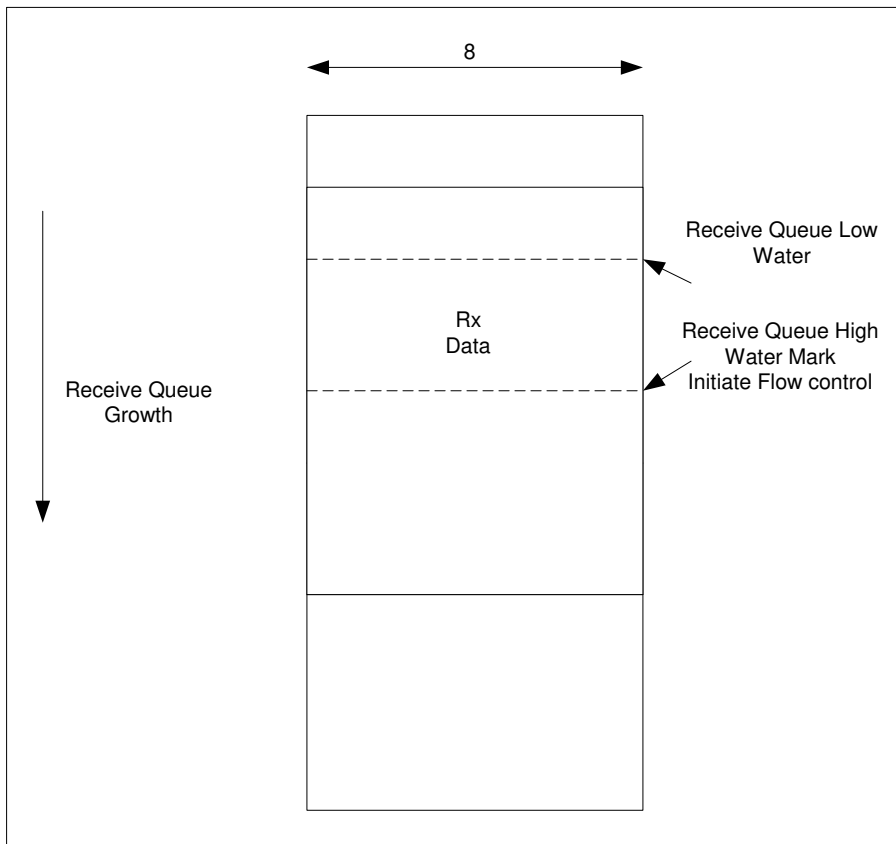 8
Receive Queue Low
Water
Rx
Data
Receive Queue High
Water Mark
Initiate Flow control
Receive Queue
Growth